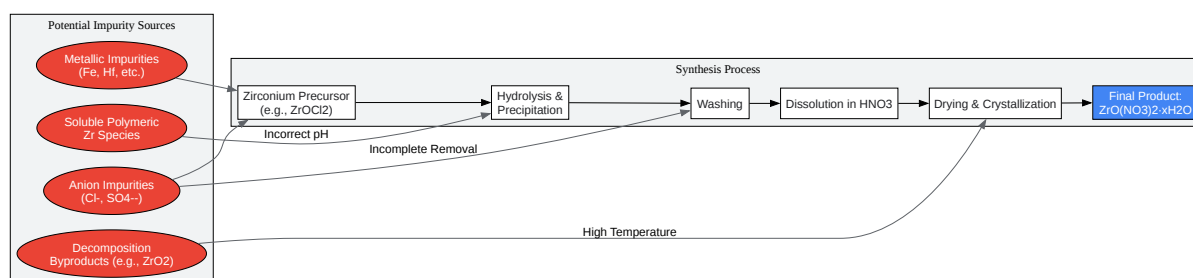 Potential Impurity Sources
Metallic Impurities
(Fe, Hf, etc.)
Soluble Polymeric
Zr Species
Anion Impurities
(Cl-, SO4--)
Decomposition
Byproducts (e.g., ZrO2)
Synthesis Process
Zirconium Precursor
(e.g., ZrOCl2)
Hydrolysis &
Precipitation
Washing
Dissolution in HNO3
Drying & Crystallization
Final Product:
ZrO(NO3)2·xH2O
Incorrect pH
Incomplete Removal
High Temperature